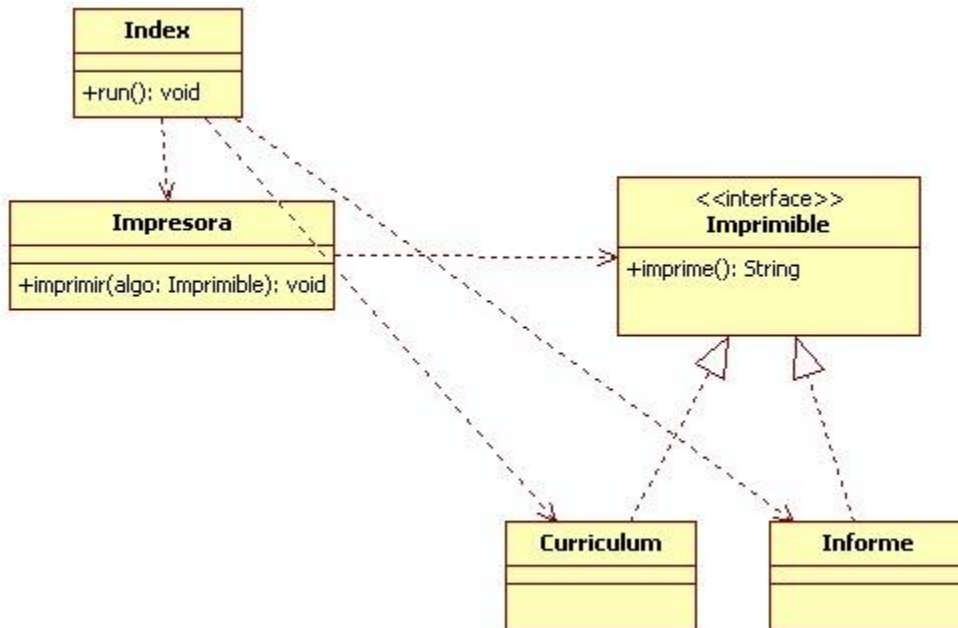 Index
+run(): void
Impresora
+imprimir(algo: Imprimible): void
<<interface>>
Imprimible
+imprime(): String
Curriculum
Informe